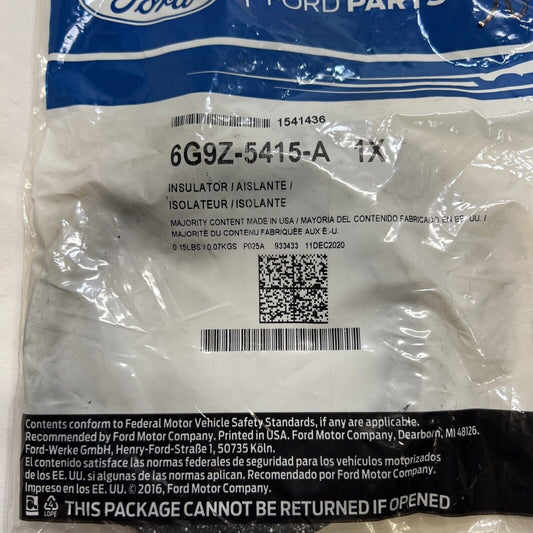 Ford
FORD PARTS
1541436
6G9Z-5415-A 1X
INSULATOR / AISLANTE /
ISOLATEUR / ISOLANTE
MAJORITY CONTENT MADE IN USA / MAYORIA DEL CONTENIDO FABRICADO EN EE. UU. /
MAJORITÉ DU CONTENU FABRIQUÉE AUX É.-U.
0.15LBS / 0.07KGS P025A 933433 11DEC2020
Contents conform to Federal Motor Vehicle Safety Standards, if any are applicable.
Recommended by Ford Motor Company. Printed in USA. Ford Motor Company, Dearborn, MI 48126.
Ford-Werke GmbH, Henry-Ford-Straße 1, 50735 Köln.
El contenido satisface las normas federales de seguridad para los vehículos motorizados
de los EE. UU. si algunas de las normas aplican. Recomendado por Ford Motor Company.
Impreso en los EE. UU. © 2016, Ford Motor Company.
4
LDPE
THIS PACKAGE CANNOT BE RETURNED IF OPENED